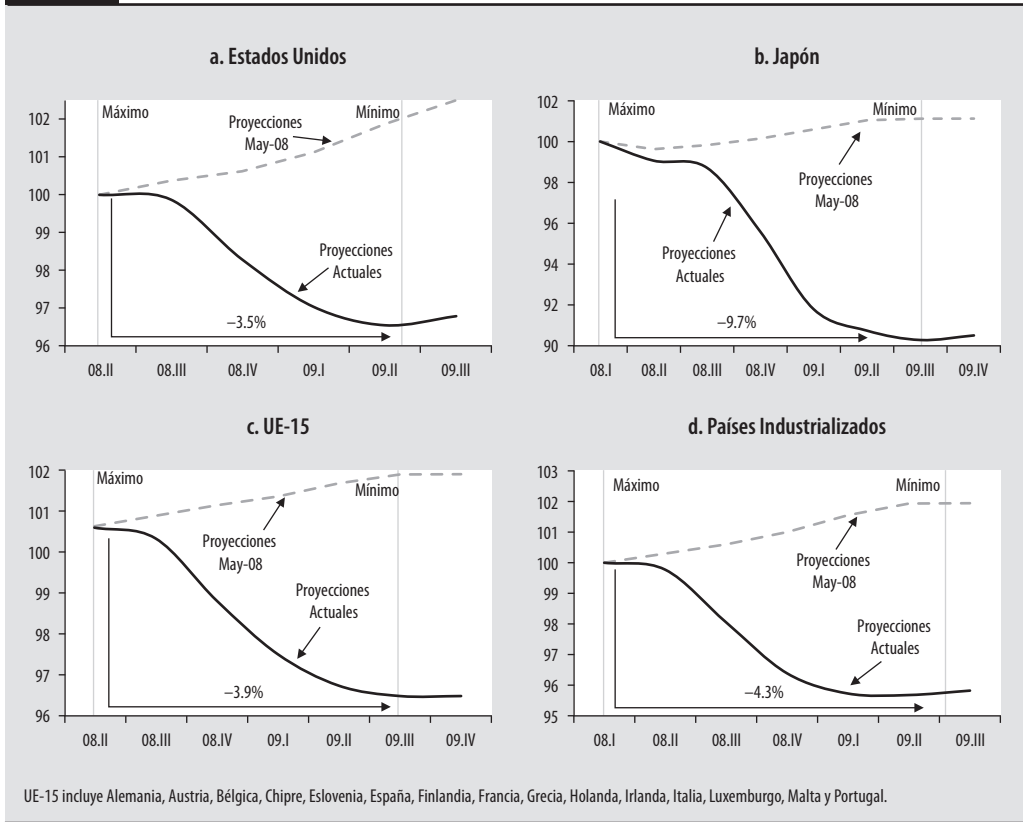 a. Estados Unidos
102
101
100
99
98
97
96
Máximo
Mínimo
Proyecciones
May-08
Proyecciones
Actuales
–3.5%
08.II 08.III 08.IV 09.I 09.II 09.III
b. Japón
102
100
98
96
94
92
90
Máximo
Mínimo
Proyecciones
May-08
Proyecciones
Actuales
–9.7%
08.I 08.II 08.III 08.IV 09.I 09.II 09.III 09.IV
c. UE-15
102
101
100
99
98
97
96
Máximo
Mínimo
Proyecciones
May-08
Proyecciones
Actuales
–3.9%
08.II 08.III 08.IV 09.I 09.II 09.III 09.IV
d. Países Industrializados
103
102
101
100
99
98
97
96
95
Máximo
Mínimo
Proyecciones
May-08
Proyecciones
Actuales
–4.3%
08.I 08.II 08.III 08.IV 09.I 09.II 09.III
UE-15 incluye Alemania, Austria, Bélgica, Chipre, Eslovenia, España, Finlandia, Francia, Grecia, Holanda, Irlanda, Italia, Luxemburgo, Malta y Portugal.